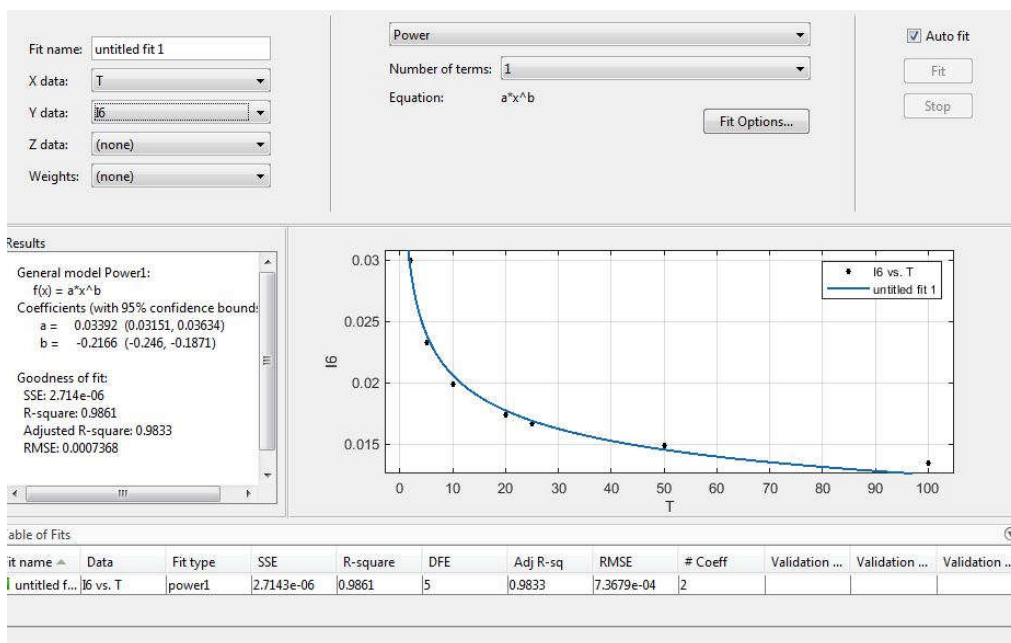 Fit name: untitled fit 1
X data: T
Y data: I6
Z data: (none)
Weights: (none)
Power
Number of terms: 1
Equation: a*x^b
Fit Options...
Auto fit
Fit
Stop
Results
General model Power1:
f(x) = a*x^b
Coefficients (with 95% confidence bounds
a = 0.03392 (0.03151, 0.03634)
b = -0.2166 (-0.246, -0.1871)
Goodness of fit:
SSE: 2.714e-06
R-square: 0.9861
Adjusted R-square: 0.9833
RMSE: 0.0007368
0.03
0.025
0.02
0.015
I6
0 10 20 30 40 50 60 70 80 90 100
T
I6 vs. T
untitled fit 1
able of Fits
it name Data Fit type SSE R-square DFE Adj R-sq RMSE # Coeff Validation ... Validation ... Validation ...
untitled f... I6 vs. T power1 2.7143e-06 0.9861 5 0.9833 7.3679e-04 2